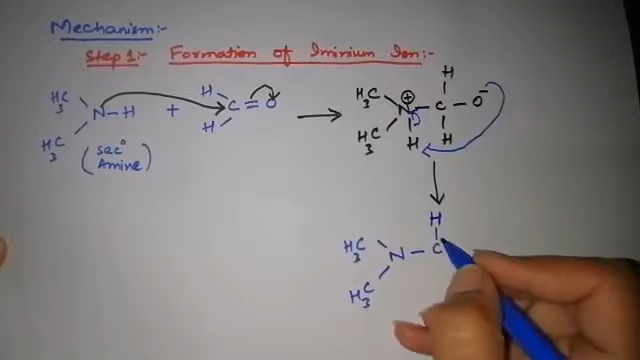 Mechanism:-
Step 1:- Formation of Iminium Ion:-
H3C
N-H
H3C
(sec° Amine)
+
H
C=O
H
H
H3C
⊕
N-C-O⁻
H3C
H
H
H
H3C
N-C
H3C